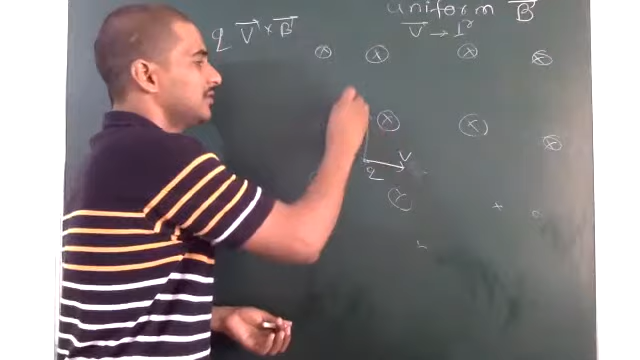 uniform B⃗
q V⃗ × B⃗
V⃗ → ⊥r
V
q